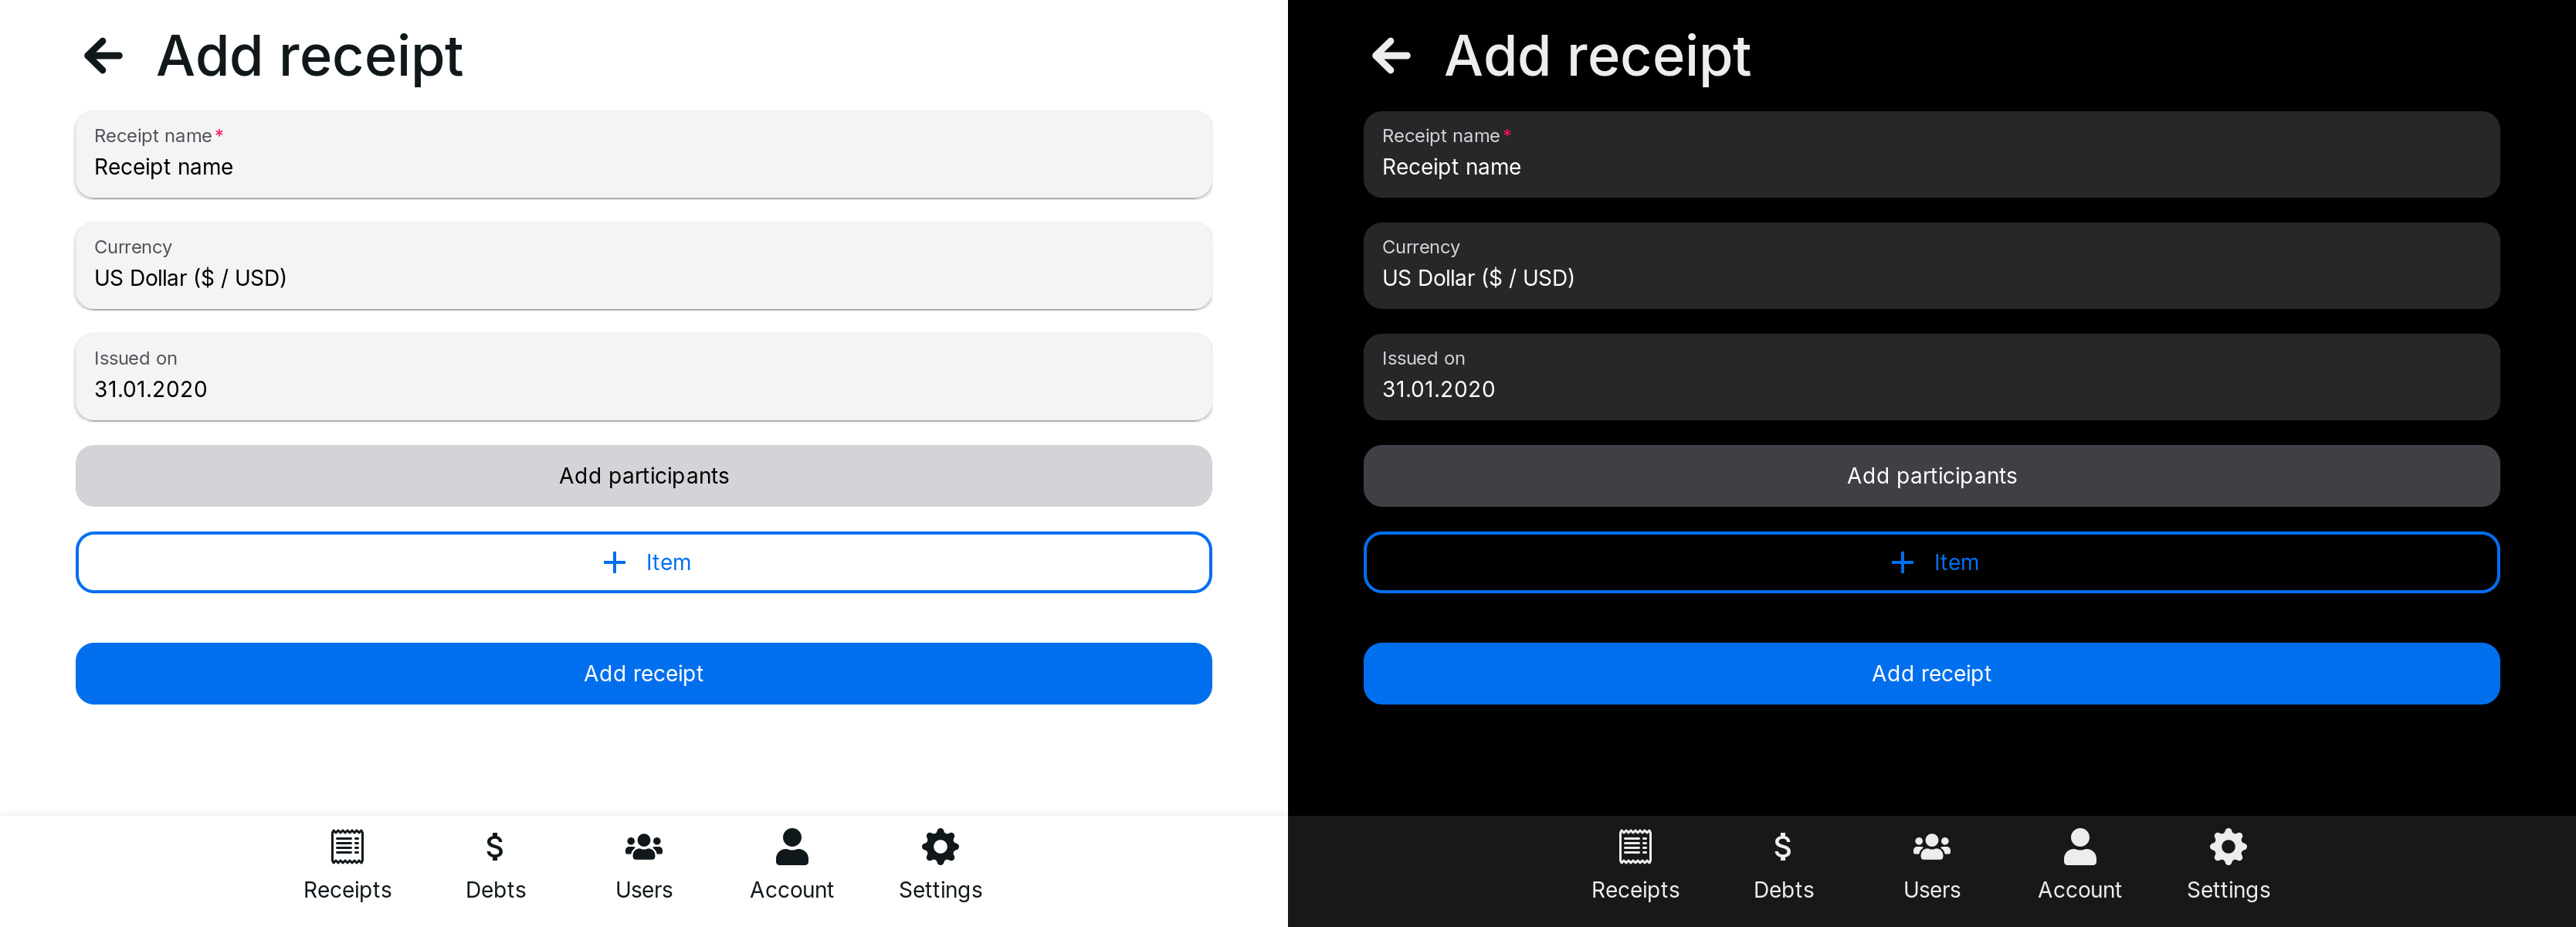 Add receipt
Receipt name*
Receipt name
Currency
US Dollar ($ / USD)
Issued on
31.01.2020
Add participants
+ Item
Add receipt
$
Receipts Debts Users Account Settings
Add receipt
Receipt name*
Receipt name
Currency
US Dollar ($ / USD)
Issued on
31.01.2020
Add participants
+ Item
Add receipt
$
Receipts Debts Users Account Settings